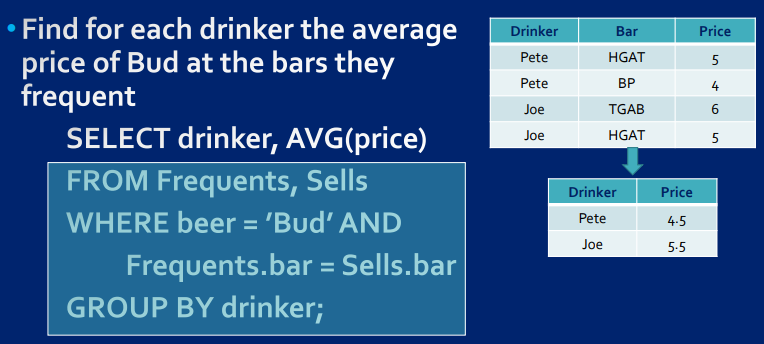 • Find for each drinker the average
price of Bud at the bars they
frequent
SELECT drinker, AVG(price)
FROM Frequents, Sells
WHERE beer = ’Bud’ AND
Frequents.bar = Sells.bar
GROUP BY drinker;
Drinker Bar Price
Pete HGAT 5
Pete BP 4
Joe TGAB 6
Joe HGAT 5
Drinker Price
Pete 4.5
Joe 5.5